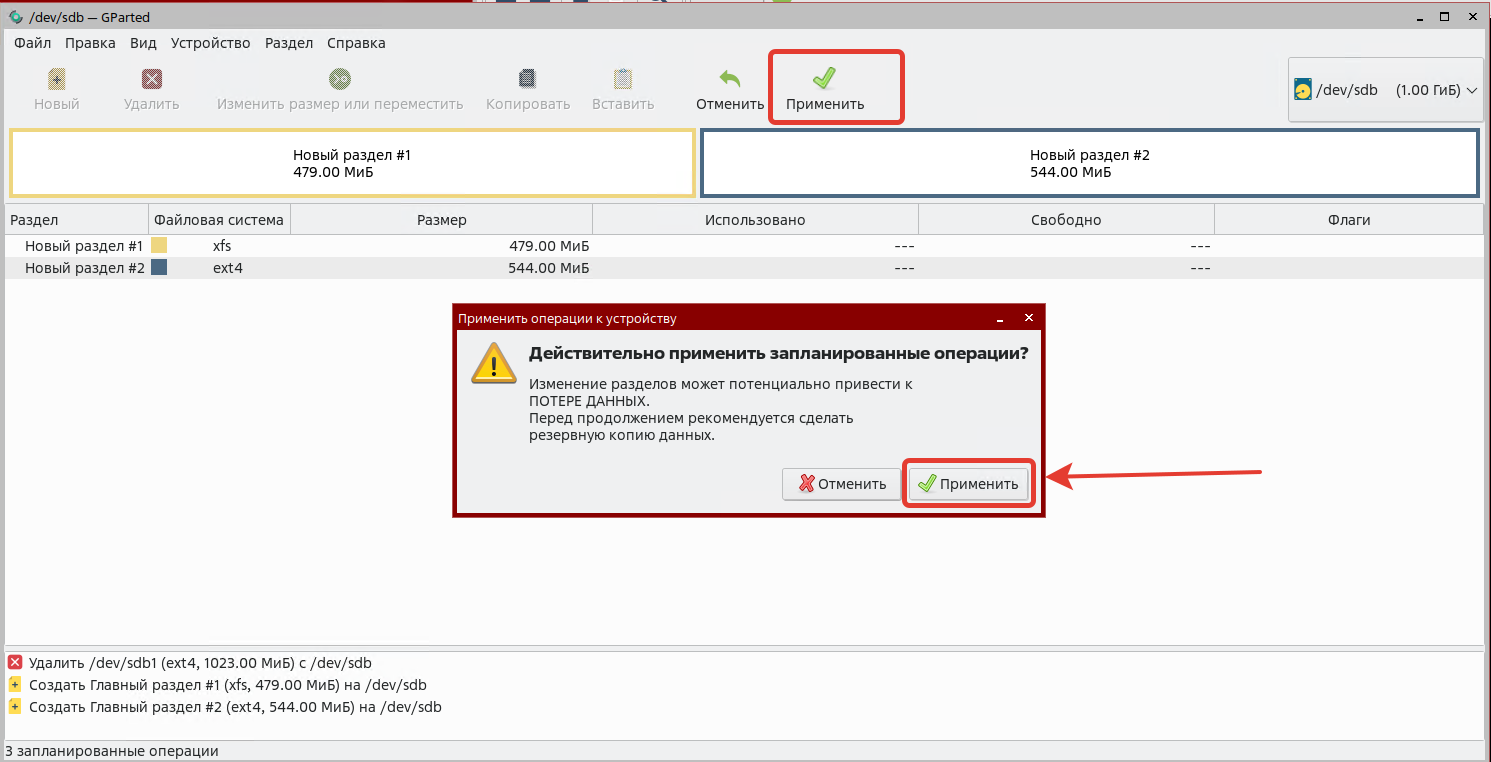 /dev/sdb — GParted
Файл Правка Вид Устройство Раздел Справка
Новый Удалить Изменить размер или переместить Копировать Вставить Отменить Применить
/dev/sdb (1.00 ГиБ)
Новый раздел #1
479.00 МиБ
Новый раздел #2
544.00 МиБ
Раздел Файловая система Размер Использовано Свободно Флаги
Новый раздел #1 xfs 479.00 МиБ --- ---
Новый раздел #2 ext4 544.00 МиБ --- ---
Применить операции к устройству
Действительно применить запланированные операции?
Изменение разделов может потенциально привести к
ПОТЕРЕ ДАННЫХ.
Перед продолжением рекомендуется сделать
резервную копию данных.
Отменить Применить
Удалить /dev/sdb1 (ext4, 1023.00 МиБ) с /dev/sdb
Создать Главный раздел #1 (xfs, 479.00 МиБ) на /dev/sdb
Создать Главный раздел #2 (ext4, 544.00 МиБ) на /dev/sdb
3 запланированные операции